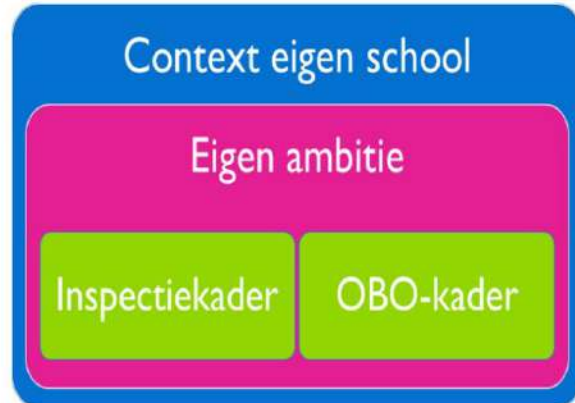 Context eigen school
Eigen ambitie
Inspectiekader
OBO-kader